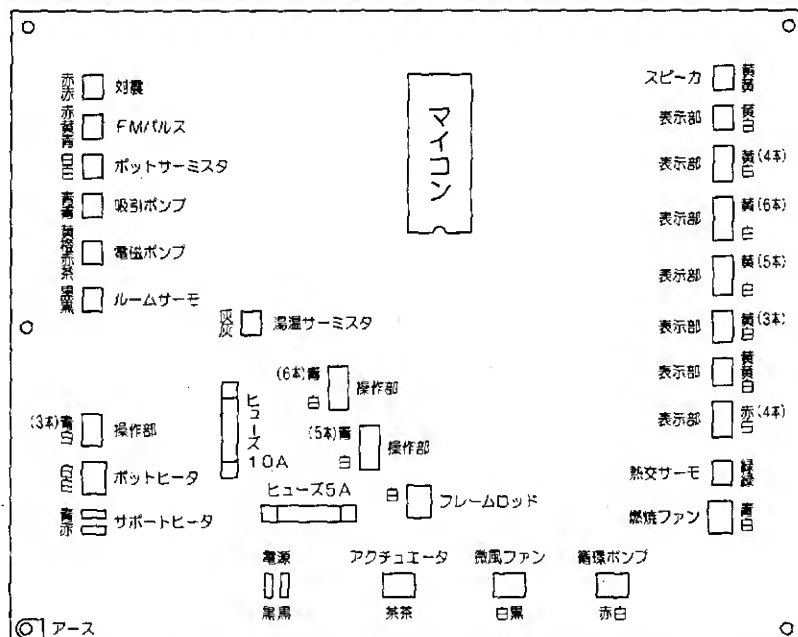 赤赤 対震
赤黄青 FMパルス
白白 ポットサーミスタ
青青 吸引ポンプ
黄橙赤茶 電磁ポンプ
黒黒 ルームサーモ
灰灰 湯温サーミスタ
マイコン
スピーカ 黄黄
表示部 黄白
表示部 黄(4本)白
表示部 黄(6本)白
表示部 黄(5本)白
表示部 黄(3本)白
表示部 黄黄白
表示部 赤(4本)白
熱交サーモ 緑緑
燃焼ファン 青白
(6本)青白 操作部
(5本)青白 操作部
ヒューズ10A
(3本)青白 操作部
白白 ポットヒータ
青赤 サポートヒータ
ヒューズ5A
白 フレームロッド
電源 アクチュエータ 微風ファン 循環ポンプ
黒黒 茶茶 白黒 赤白
アース